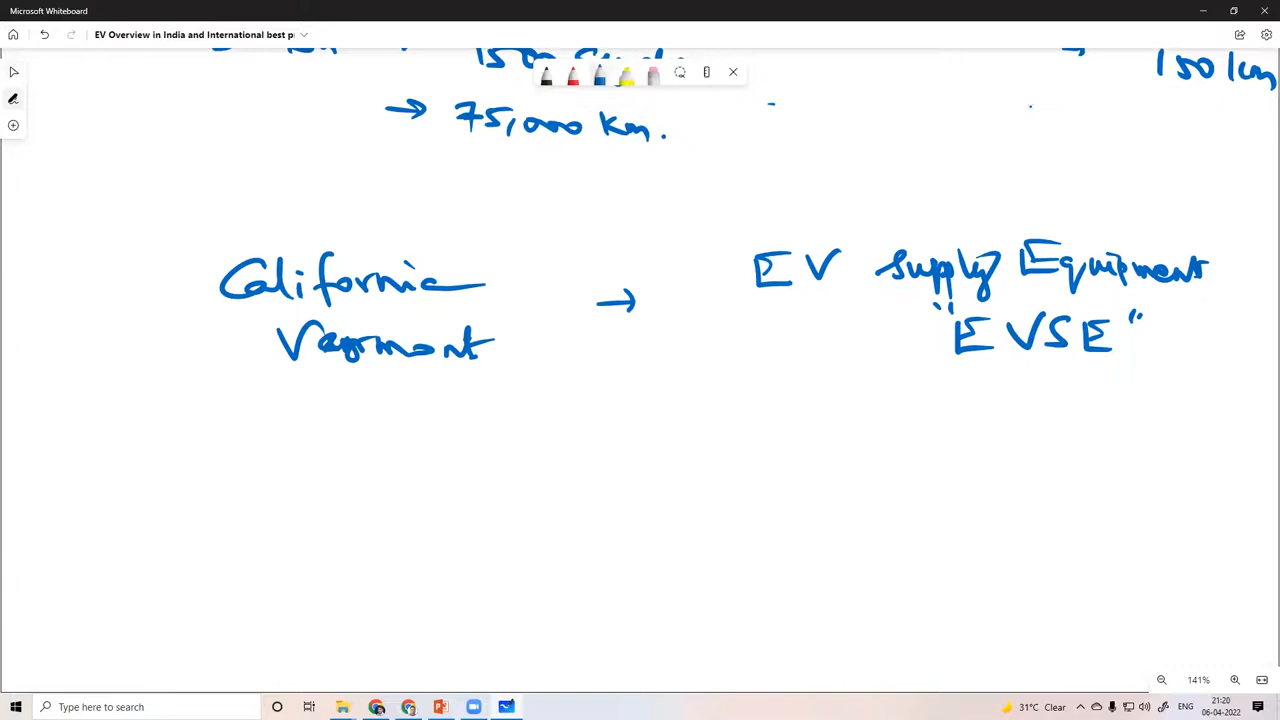 Microsoft Whiteboard
EV Overview in India and International best p
150 km
→ 75,000 km.
California → EV supply Equipment
Vermont "EVSE"
141%
Type here to search
31°C Clear
ENG
21:20
06-04-2022